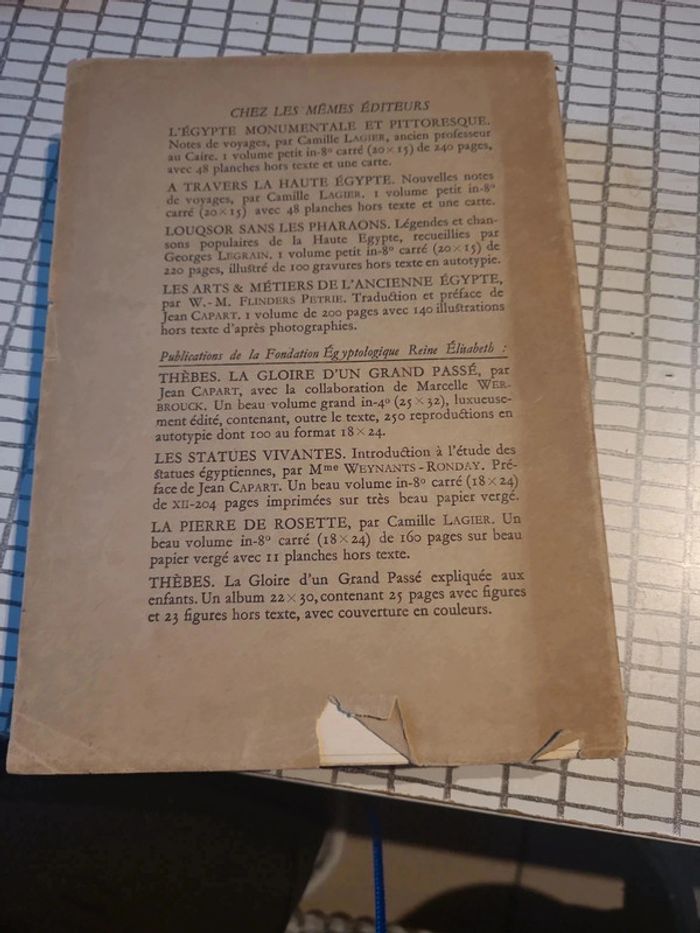 CHEZ LES MÊMES ÉDITEURS
L'ÉGYPTE MONUMENTALE ET PITTORESQUE.
Notes de voyages, par Camille LAGIER, ancien professeur
au Caire. 1 volume petit in-8º carré (20×15) de 240 pages,
avec 48 planches hors texte et une carte.
A TRAVERS LA HAUTE ÉGYPTE. Nouvelles notes
de voyages, par Camille LAGIER. 1 volume petit in-8º
carré (20×15) avec 48 planches hors texte et une carte.
LOUQSOR SANS LES PHARAONS. Légendes et chan-
sons populaires de la Haute Egypte, recueillies par
Georges LEGRAIN. 1 volume petit in-8º carré (20×15) de
220 pages, illustré de 100 gravures hors texte en autotypie.
LES ARTS & MÉTIERS DE L'ANCIENNE ÉGYPTE,
par W.-M. FLINDERS PETRIE. Traduction et préface de
Jean CAPART. 1 volume de 200 pages avec 140 illustrations
hors texte d'après photographies.
Publications de la Fondation Égyptologique Reine Élisabeth :
THÈBES. LA GLOIRE D'UN GRAND PASSÉ, par
Jean CAPART, avec la collaboration de Marcelle WER-
BROUCK. Un beau volume grand in-4º (25×32), luxueuse-
ment édité, contenant, outre le texte, 250 reproductions en
autotypie dont 100 au format 18×24.
LES STATUES VIVANTES. Introduction à l'étude des
statues égyptiennes, par Mme WEYNANTS-RONDAY. Pré-
face de Jean CAPART. Un beau volume in-8º carré (18×24)
de XII-204 pages imprimées sur très beau papier vergé.
LA PIERRE DE ROSETTE, par Camille LAGIER. Un
beau volume in-8º carré (18×24) de 160 pages sur beau
papier vergé avec 11 planches hors texte.
THÈBES. La Gloire d'un Grand Passé expliquée aux
enfants. Un album 22×30, contenant 25 pages avec figures
et 23 figures hors texte, avec couverture en couleurs.